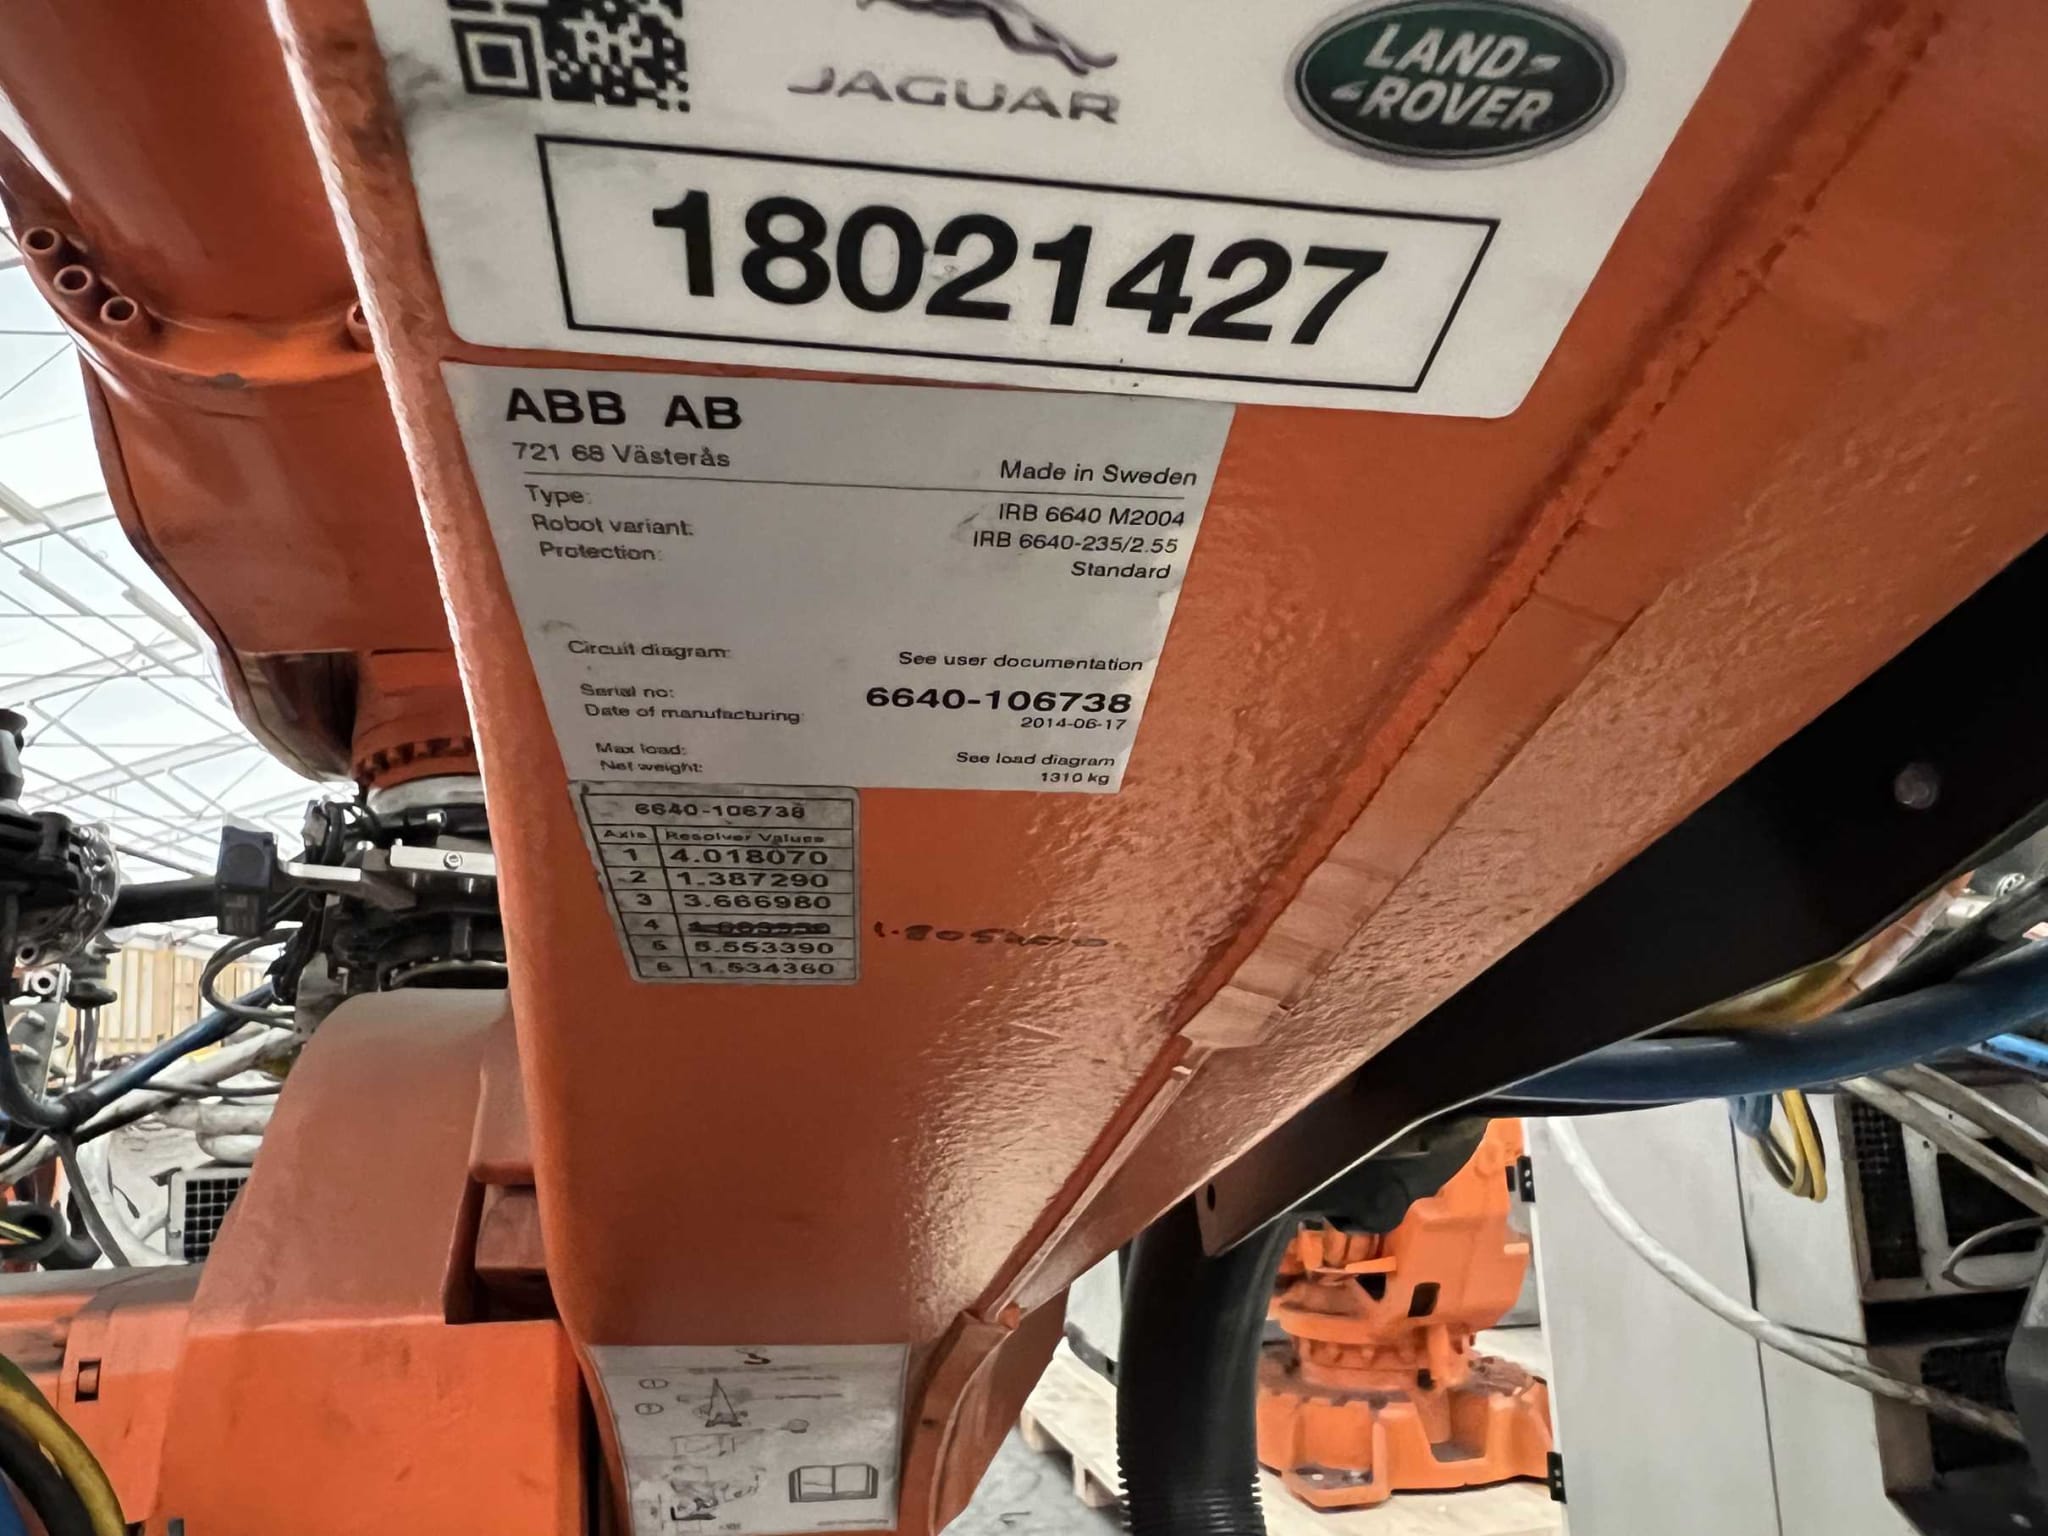 JAGUAR
LAND-
-ROVER
18021427
ABB AB
721 68 Västerås
Made in Sweden
Type: IRB 6640 M2004
Robot variant: IRB 6640-235/2.55
Protection: Standard
Circuit diagram: See user documentation
Serial no: 6640-106738
Date of manufacturing: 2014-06-17
Max load: See load diagram
Net weight: 1310 kg
6640-106738
Axis Resolver Values
1 4.018070
2 1.387290
3 3.666980
4
5 5.553390
6 1.534360